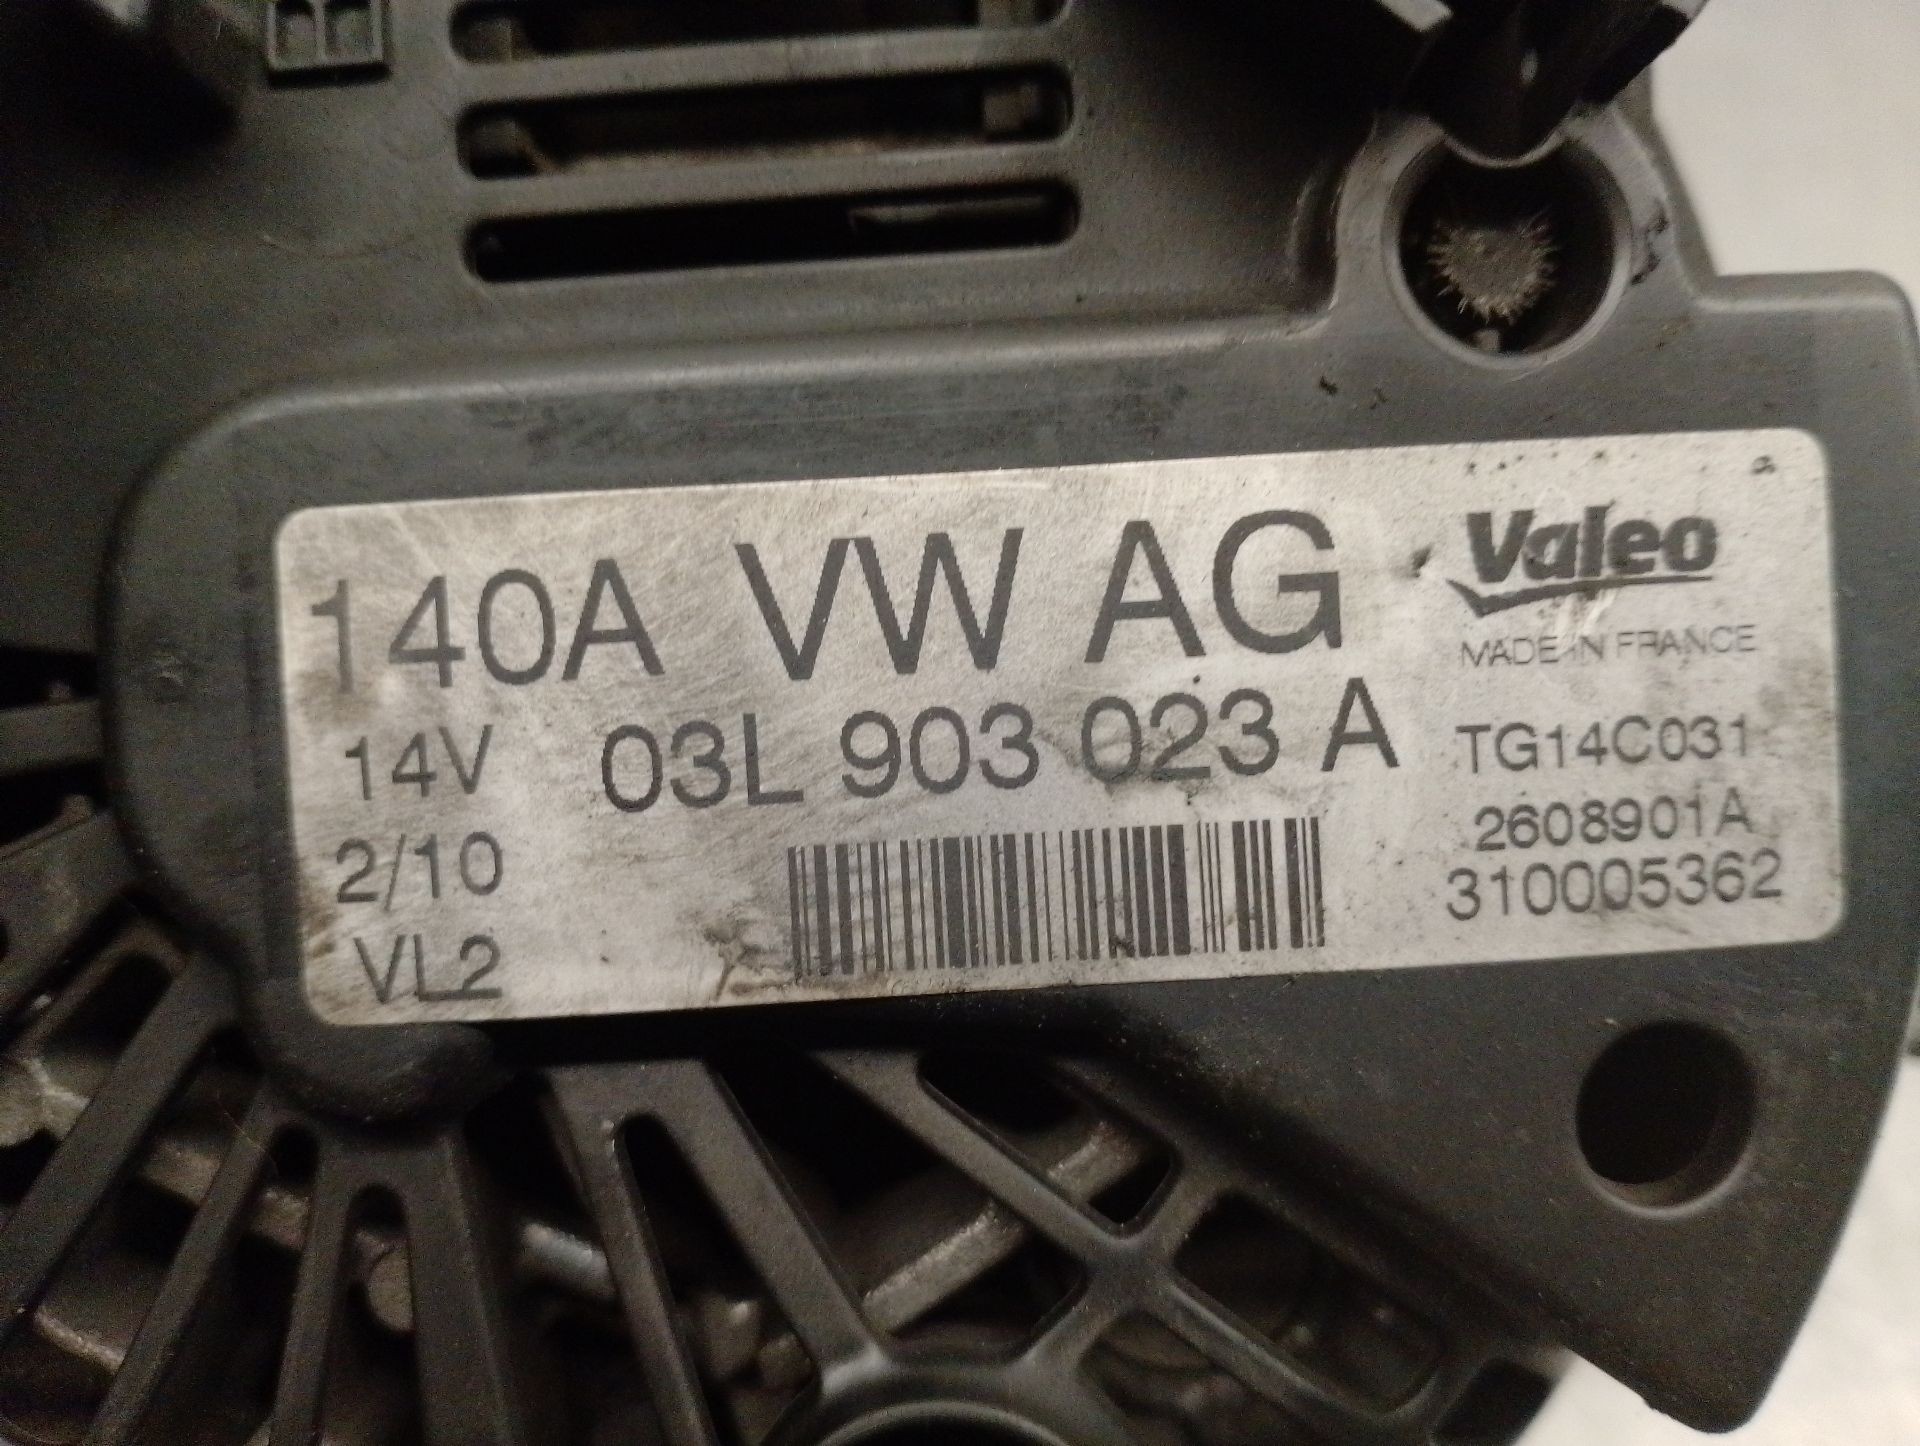 140A VW AG Valeo
MADE IN FRANCE
14V 03L 903 023 A TG14C031
2/10 2608901A
310005362
VL2